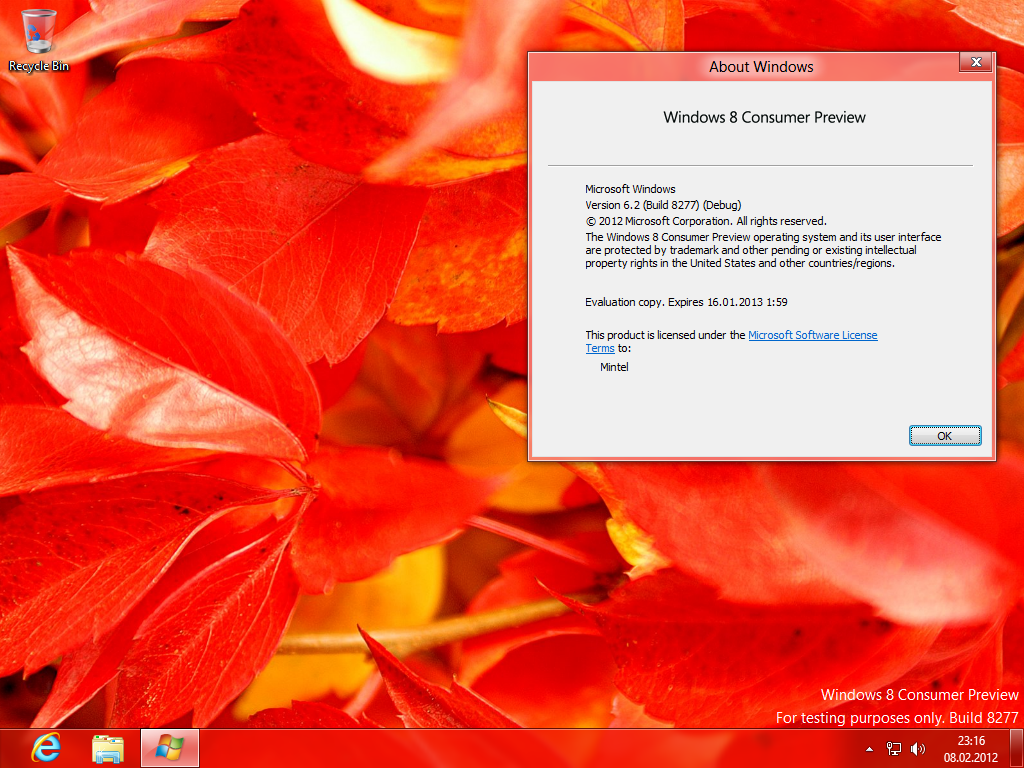 Recycle Bin
About Windows
Windows 8 Consumer Preview
Microsoft Windows
Version 6.2 (Build 8277) (Debug)
© 2012 Microsoft Corporation. All rights reserved.
The Windows 8 Consumer Preview operating system and its user interface
are protected by trademark and other pending or existing intellectual
property rights in the United States and other countries/regions.
Evaluation copy. Expires 16.01.2013 1:59
This product is licensed under the Microsoft Software License
Terms to:
Mintel
OK
Windows 8 Consumer Preview
For testing purposes only. Build 8277
23:16
08.02.2012